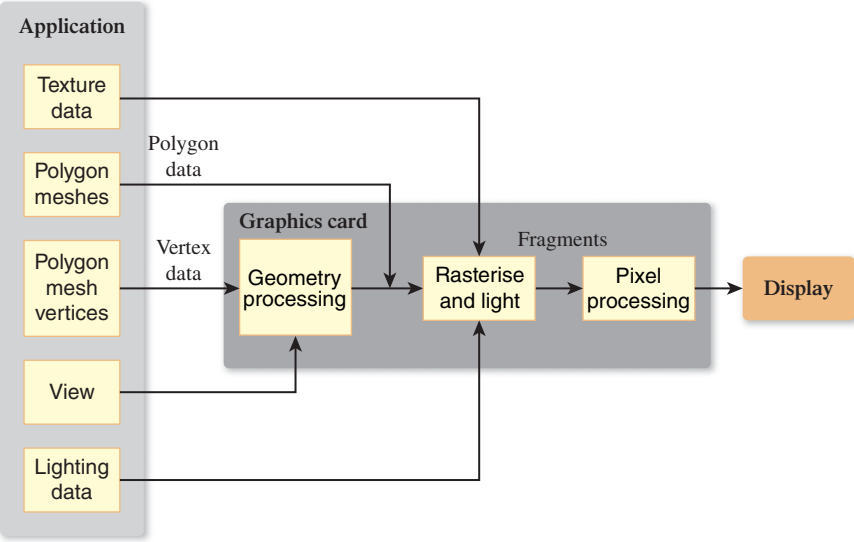 Application
Texture
data
Polygon
data
Polygon
meshes
Graphics card
Vertex
data
Fragments
Polygon
mesh
vertices
Geometry
processing
Rasterise
and light
Pixel
processing
Display
View
Lighting
data